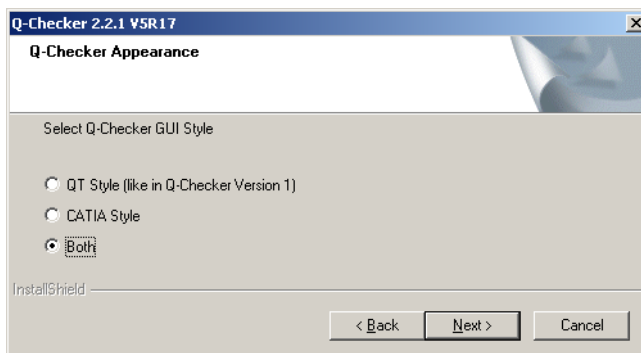 Q-Checker 2.2.1 V5R17
Q-Checker Appearance
Select Q-Checker GUI Style
QT Style (like in Q-Checker Version 1)
CATIA Style
Both
InstallShield
< Back
Next >
Cancel